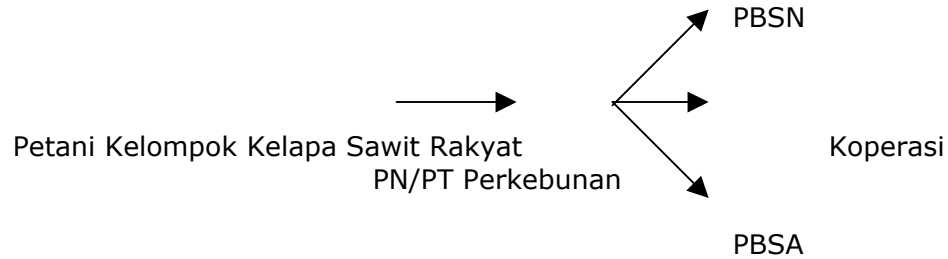 PBSN
Petani Kelompok Kelapa Sawit Rakyat Koperasi
PN/PT Perkebunan
PBSA